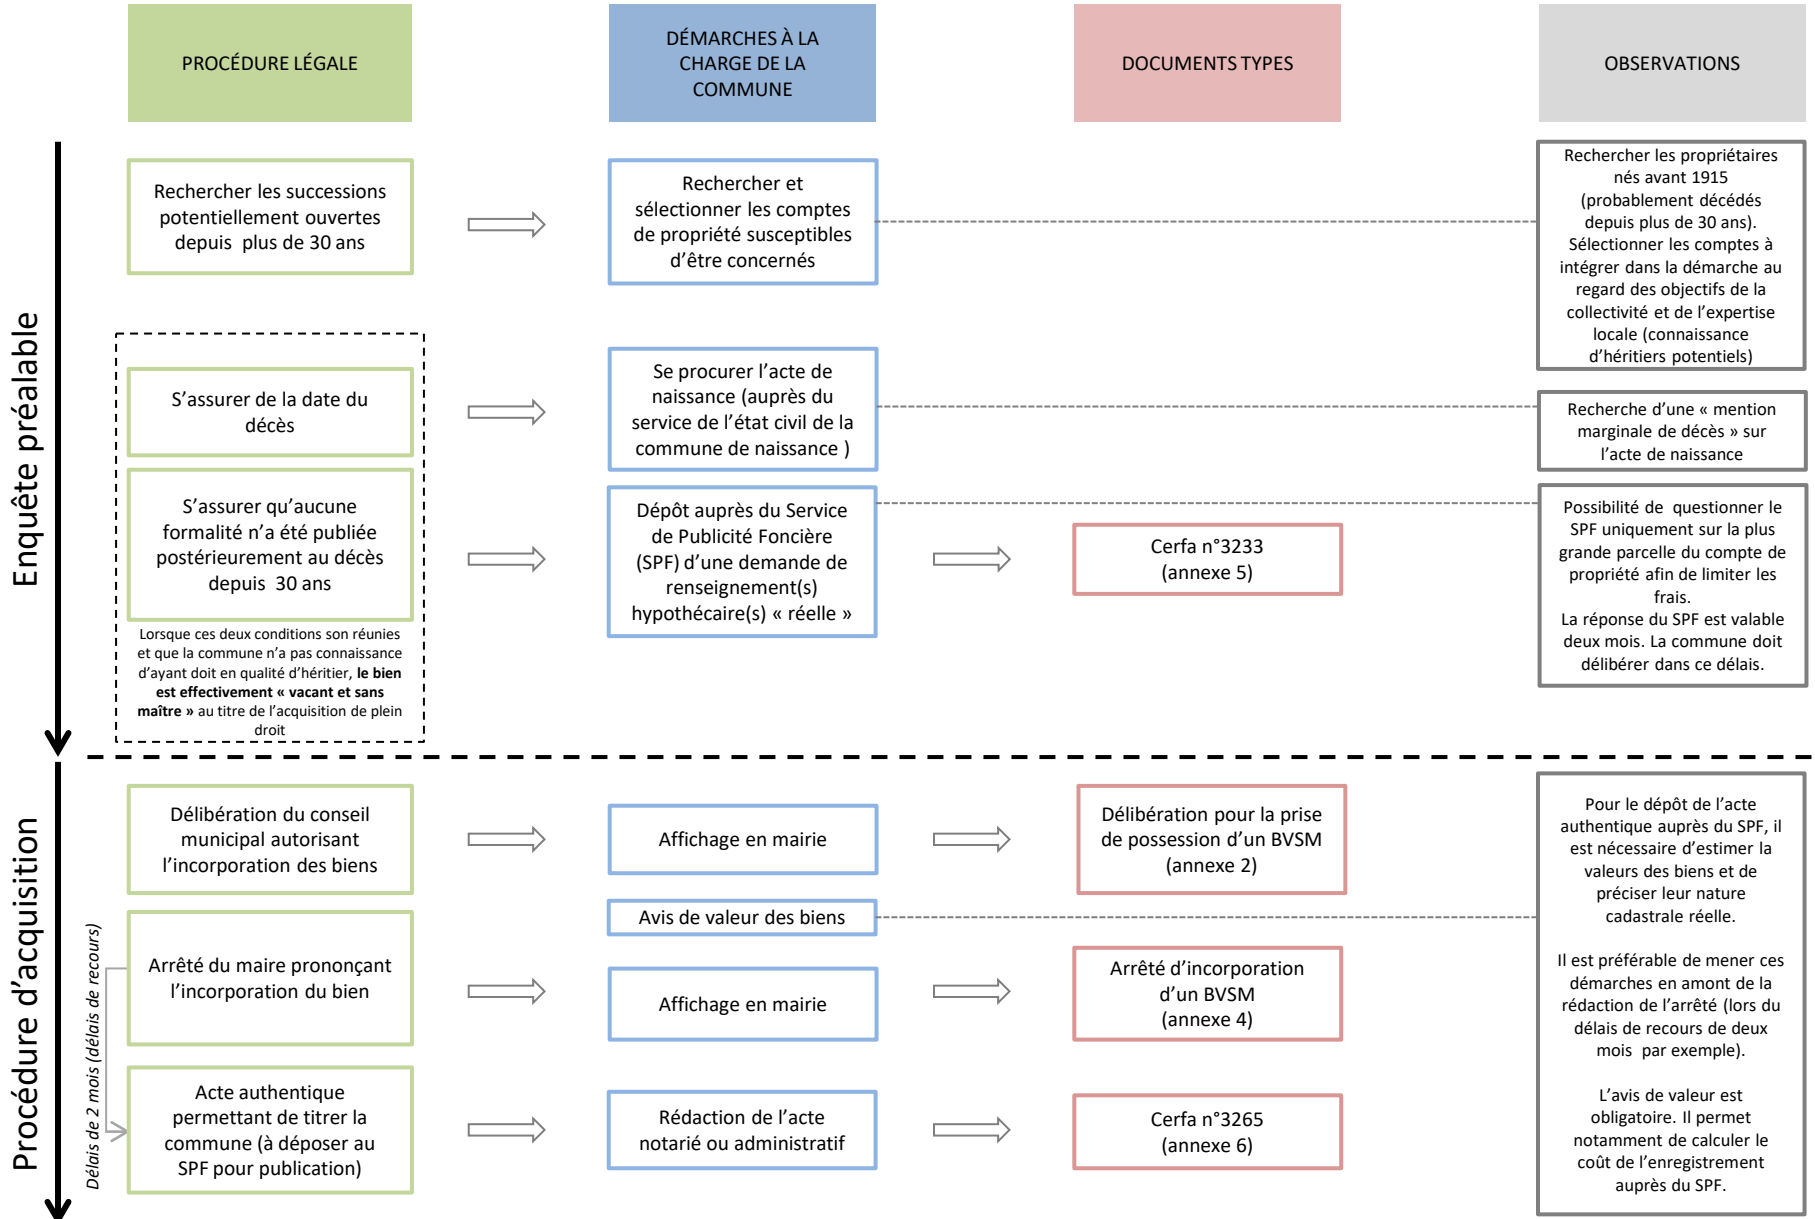 PROCÉDURE LÉGALE
DÉMARCHES À LA
CHARGE DE LA
COMMUNE
DOCUMENTS TYPES
OBSERVATIONS
Enquête préalable
Rechercher les successions
potentiellement ouvertes
depuis plus de 30 ans
Rechercher et
sélectionner les comptes
de propriété susceptibles
d’être concernés
Rechercher les propriétaires
nés avant 1915
(probablement décédés
depuis plus de 30 ans).
Sélectionner les comptes à
intégrer dans la démarche au
regard des objectifs de la
collectivité et de l’expertise
locale (connaissance
d’héritiers potentiels)
S’assurer de la date du
décès
Se procurer l’acte de
naissance (auprès du
service de l’état civil de la
commune de naissance )
Recherche d’une « mention
marginale de décès » sur
l’acte de naissance
S’assurer qu’aucune
formalité n’a été publiée
postérieurement au décès
depuis 30 ans
Dépôt auprès du Service
de Publicité Foncière
(SPF) d’une demande de
renseignement(s)
hypothécaire(s) « réelle »
Cerfa n°3233
(annexe 5)
Possibilité de questionner le
SPF uniquement sur la plus
grande parcelle du compte de
propriété afin de limiter les
frais.
La réponse du SPF est valable
deux mois. La commune doit
délibérer dans ce délai.
Lorsque ces deux conditions son réunies
et que la commune n’a pas connaissance
d’ayant doit en qualité d’héritier, le bien
est effectivement « vacant et sans
maître » au titre de l’acquisition de plein
droit
Procédure d’acquisition
Délibération du conseil
municipal autorisant
l’incorporation des biens
Affichage en mairie
Délibération pour la prise
de possession d’un BVSM
(annexe 2)
Avis de valeur des biens
Délais de 2 mois (délais de recours)
Arrêté du maire prononçant
l’incorporation du bien
Affichage en mairie
Arrêté d’incorporation
d’un BVSM
(annexe 4)
Acte authentique
permettant de titrer la
commune (à déposer au
SPF pour publication)
Rédaction de l’acte
notarié ou administratif
Cerfa n°3265
(annexe 6)
Pour le dépôt de l’acte
authentique auprès du SPF, il
est nécessaire d’estimer la
valeurs des biens et de
préciser leur nature
cadastrale réelle.
Il est préférable de mener ces
démarches en amont de la
rédaction de l’arrêté (lors du
délais de recours de deux
mois par exemple).
L’avis de valeur est
obligatoire. Il permet
notamment de calculer le
coût de l’enregistrement
auprès du SPF.